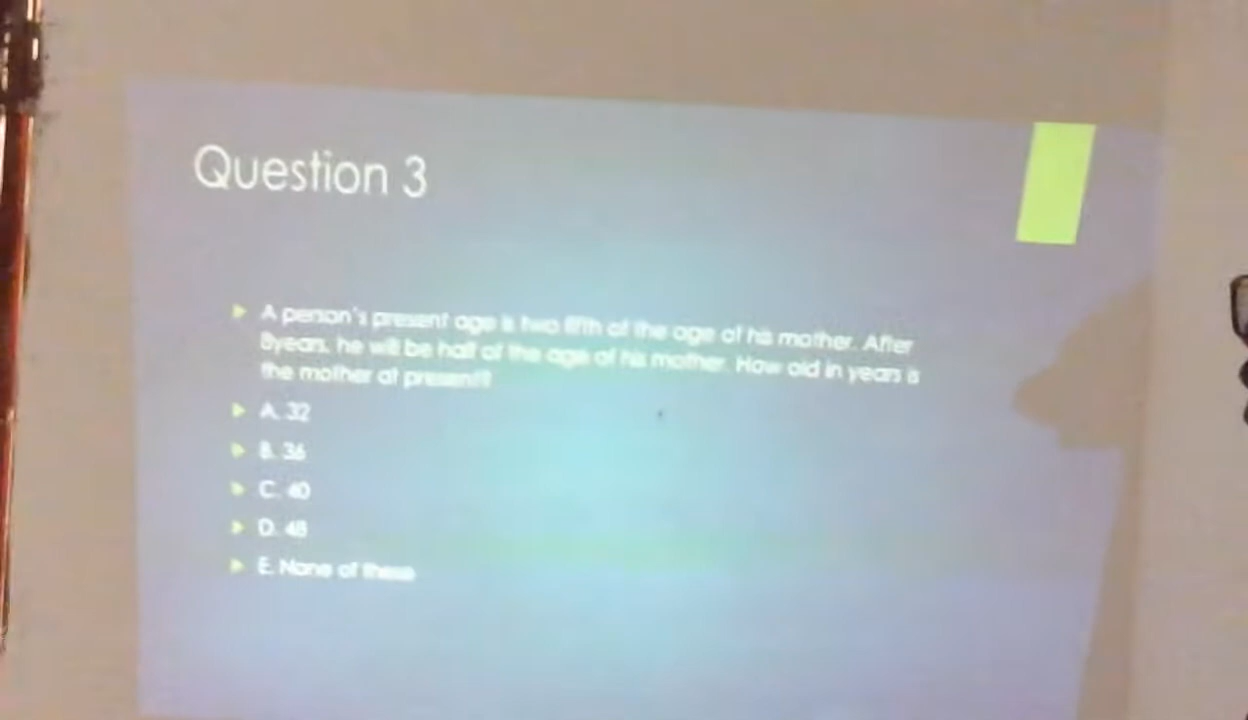 Question 3
A person's present age is two fifth of the age of his mother. After
8years, he will be half of the age of his mother. How old in years is
the mother at present?
A. 32
B. 36
C. 40
D. 48
E. None of these